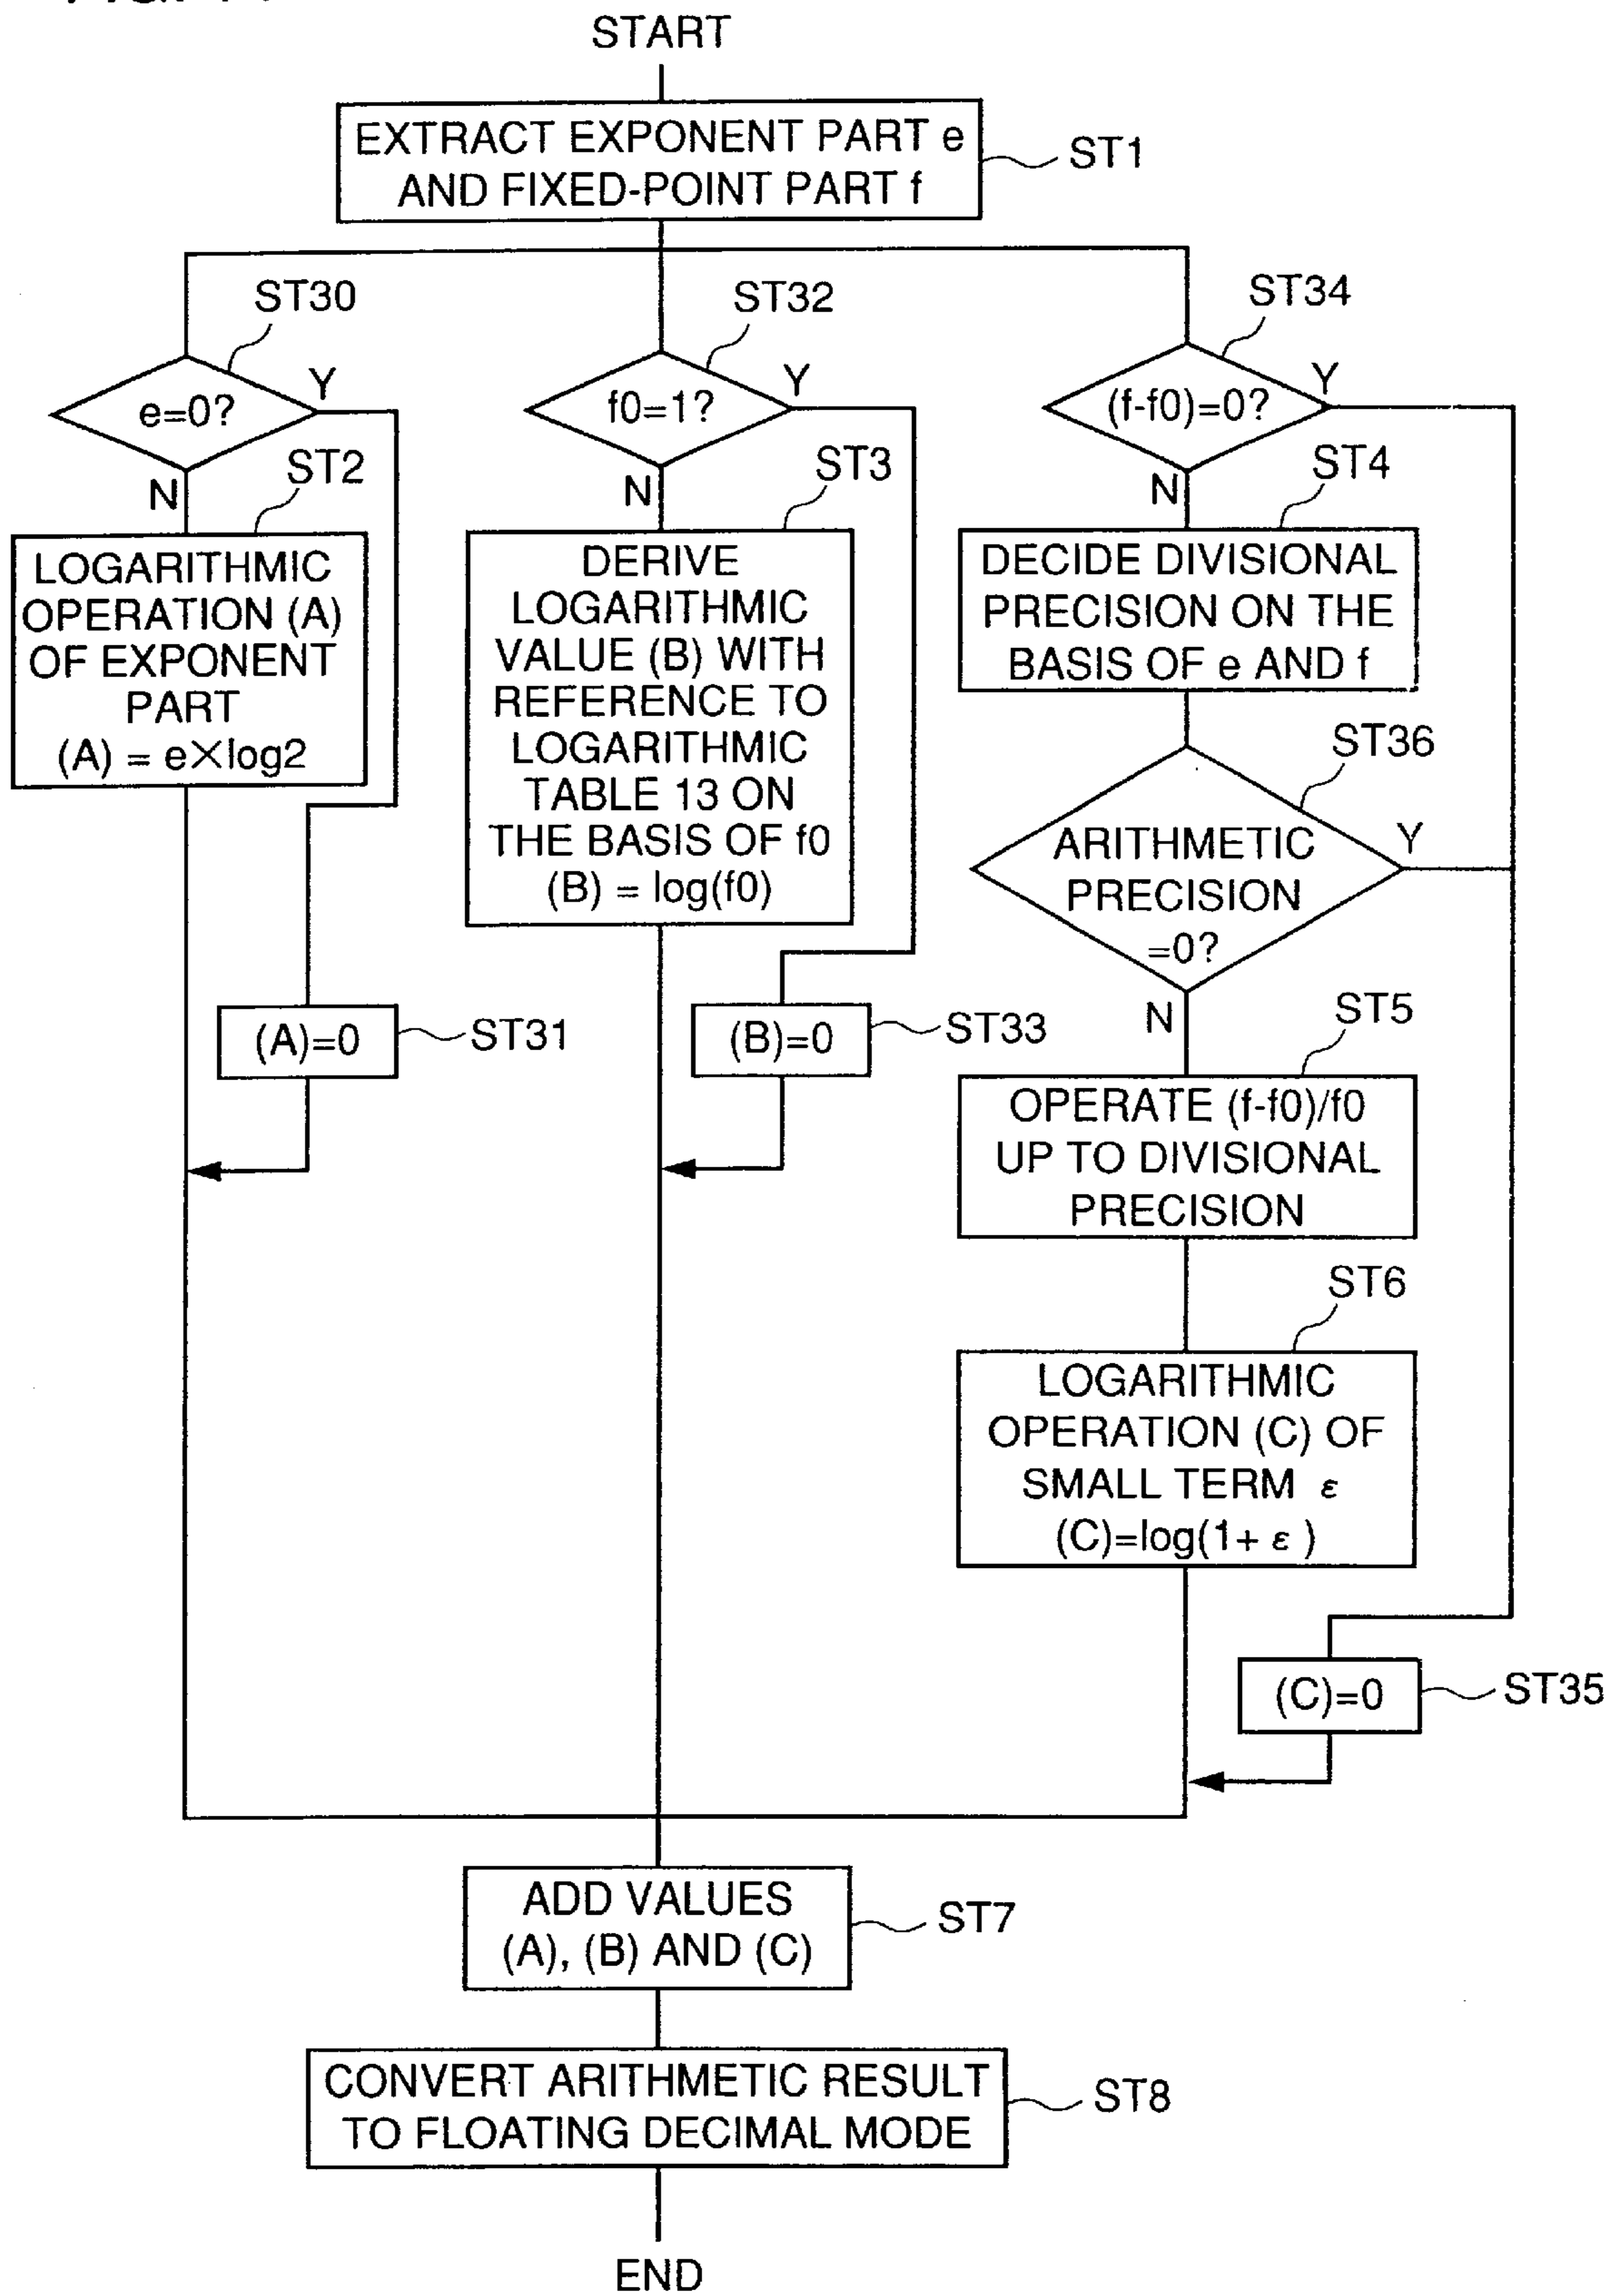 START
EXTRACT EXPONENT PART e
AND FIXED-POINT PART f
ST1
ST30
ST32
ST34
e=0?
Y
f0=1?
Y
(f-f0)=0?
Y
N
ST2
N
ST3
N
ST4
LOGARITHMIC
OPERATION (A)
OF EXPONENT
PART
(A) = e×log2
DERIVE
LOGARITHMIC
VALUE (B) WITH
REFERENCE TO
LOGARITHMIC
TABLE 13 ON
THE BASIS OF f0
(B) = log(f0)
DECIDE DIVISIONAL
PRECISION ON THE
BASIS OF e AND f
ST36
ARITHMETIC
PRECISION
=0?
Y
N
(A)=0
ST31
(B)=0
ST33
ST5
OPERATE (f-f0)/f0
UP TO DIVISIONAL
PRECISION
ST6
LOGARITHMIC
OPERATION (C) OF
SMALL TERM ε
(C)=log(1+ ε )
(C)=0
ST35
ADD VALUES
(A), (B) AND (C)
ST7
CONVERT ARITHMETIC RESULT
TO FLOATING DECIMAL MODE
ST8
END